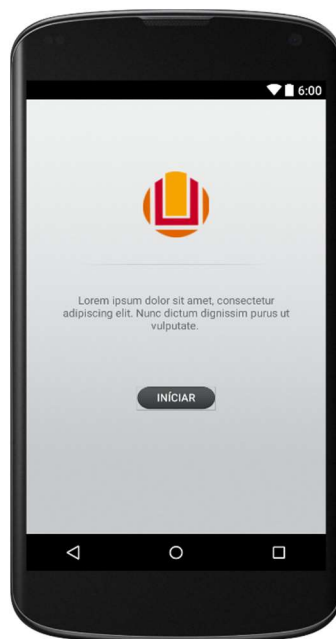 6:00
Lorem ipsum dolor sit amet, consectetur
adipiscing elit. Nunc dictum dignissim purus ut
vulputate.
INÍCIAR